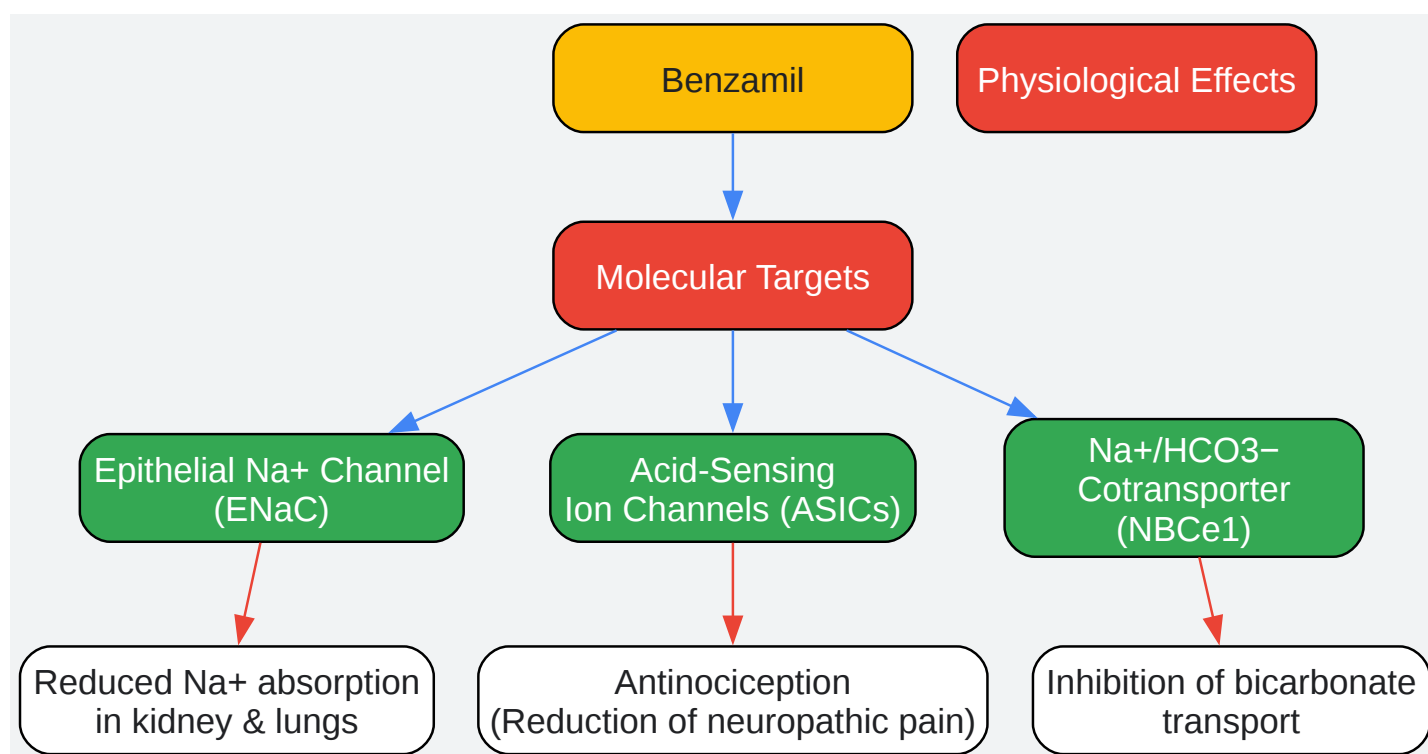 Benzamil
Physiological Effects
Molecular Targets
Epithelial Na+ Channel
(ENaC)
Acid-Sensing
Ion Channels (ASICs)
Na+/HCO3−
Cotransporter
(NBCe1)
Reduced Na+ absorption
in kidney & lungs
Antinociception
(Reduction of neuropathic pain)
Inhibition of bicarbonate
transport